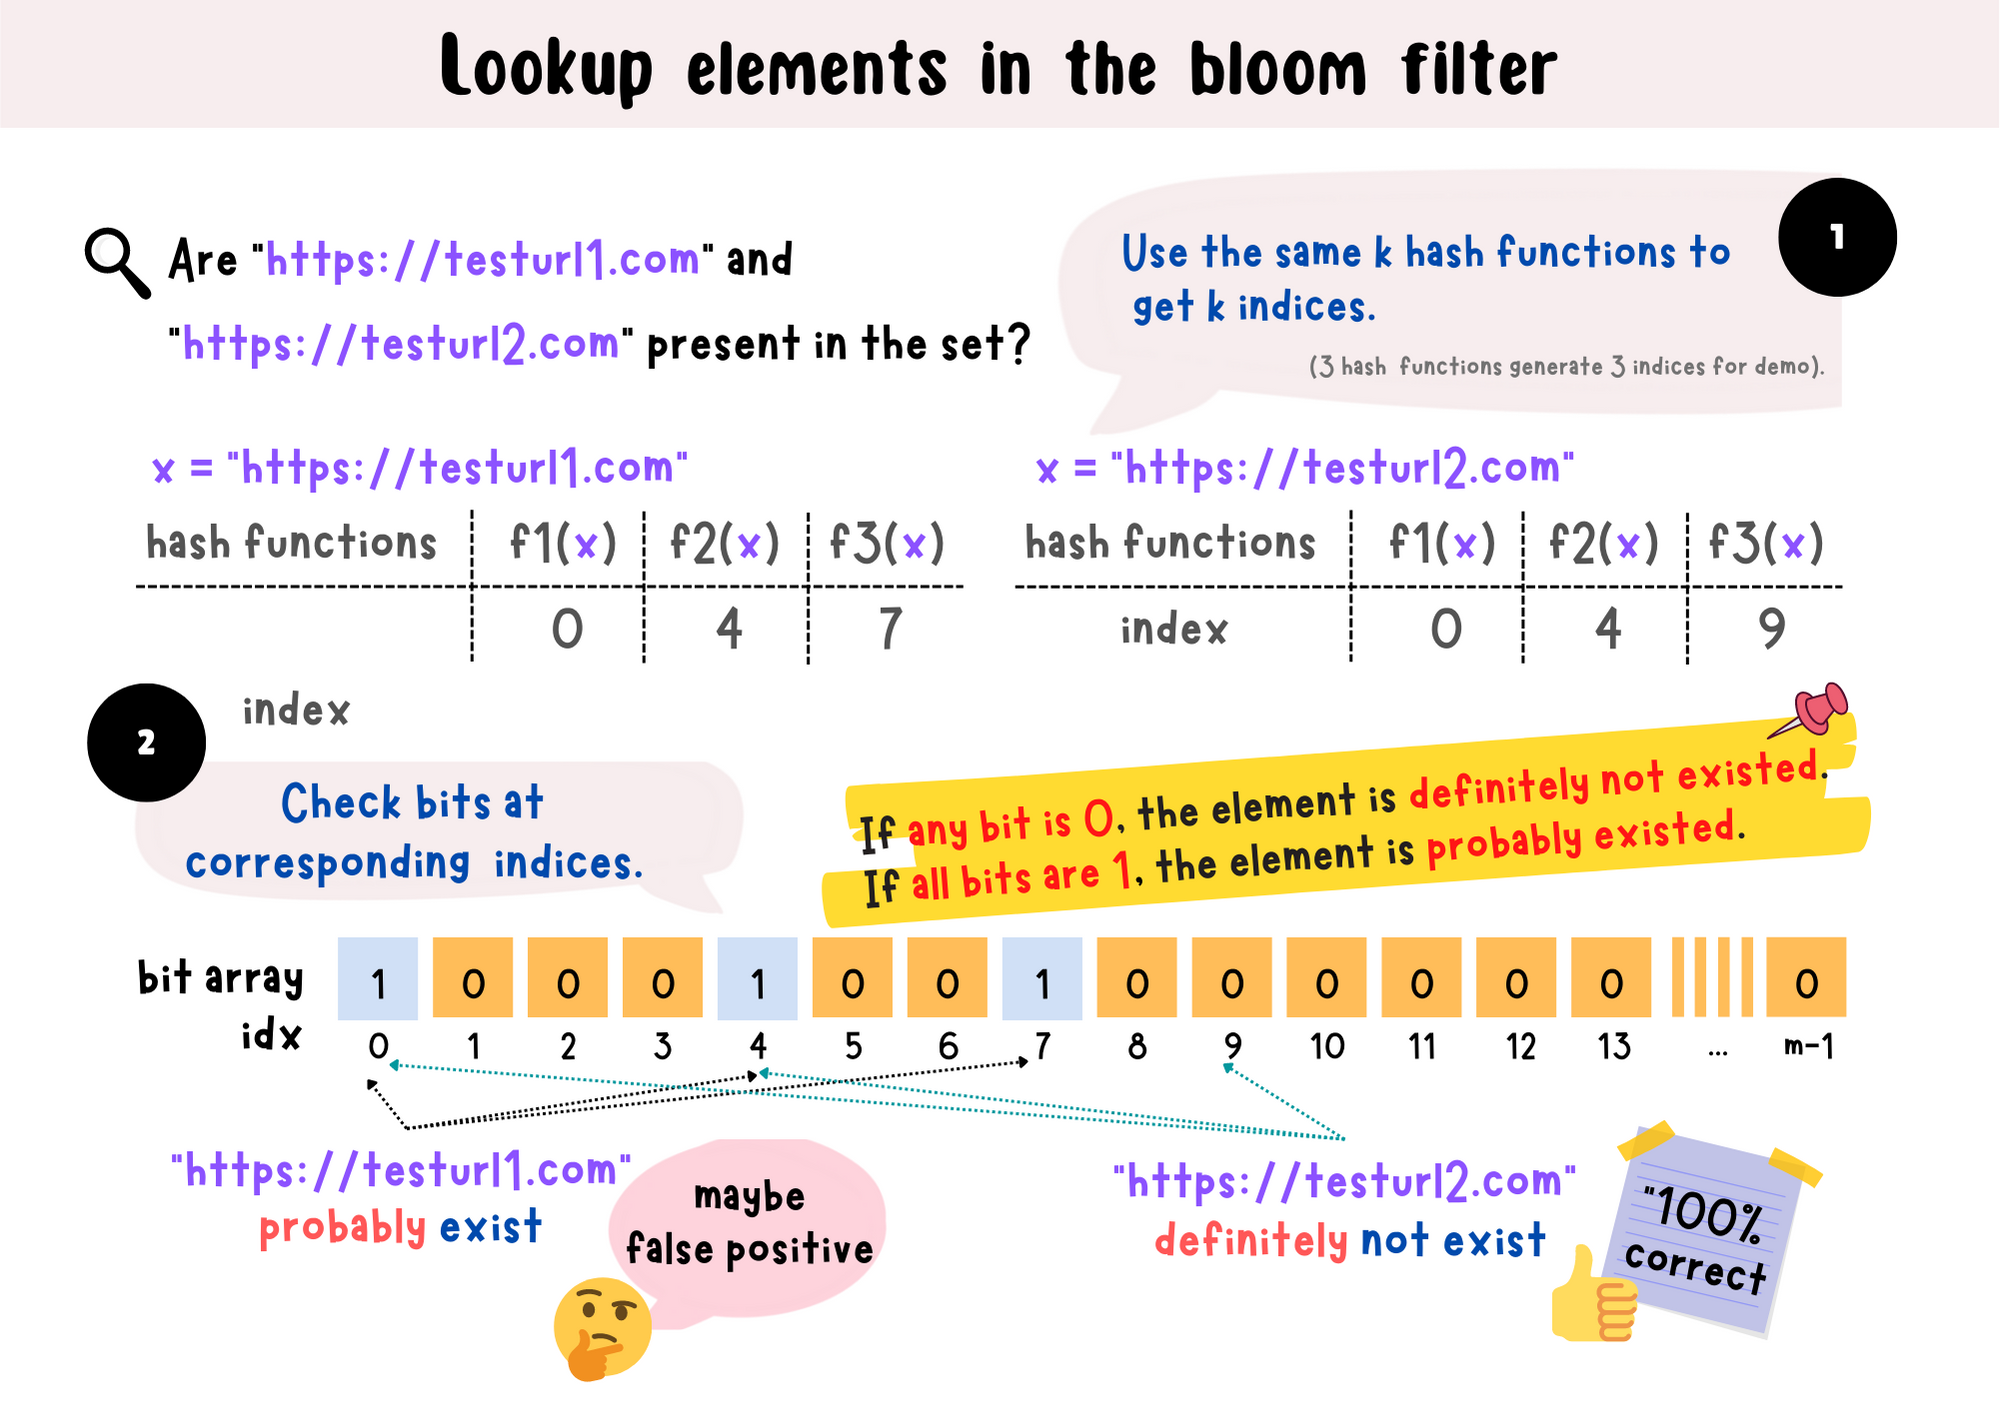 Lookup elements in the bloom filter
Are "https://testurl1.com" and
"https://testurl2.com" present in the set?
1
Use the same k hash functions to
get k indices.
(3 hash functions generate 3 indices for demo).
x = "https://testurl1.com"
hash functions f1(x) f2(x) f3(x)
0 4 7
index
x = "https://testurl2.com"
hash functions f1(x) f2(x) f3(x)
index 0 4 9
2
Check bits at
corresponding indices.
If any bit is 0, the element is definitely not existed.
If all bits are 1, the element is probably existed.
bit array 1 0 0 0 1 0 0 1 0 0 0 0 0 0 0
idx 0 1 2 3 4 5 6 7 8 9 10 11 12 13 ... m-1
"https://testurl1.com"
probably exist
maybe
false positive
"https://testurl2.com"
definitely not exist
"100%
correct